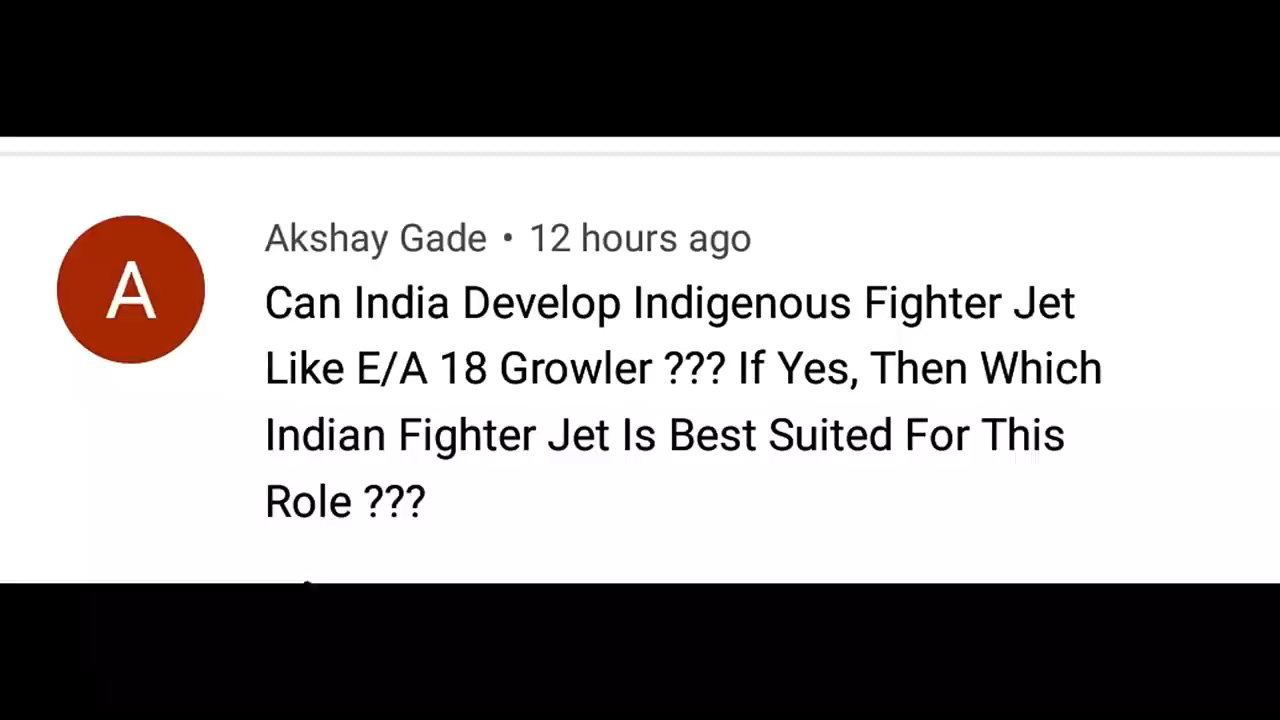 A
Akshay Gade • 12 hours ago
Can India Develop Indigenous Fighter Jet
Like E/A 18 Growler ??? If Yes, Then Which
Indian Fighter Jet Is Best Suited For This
Role ???